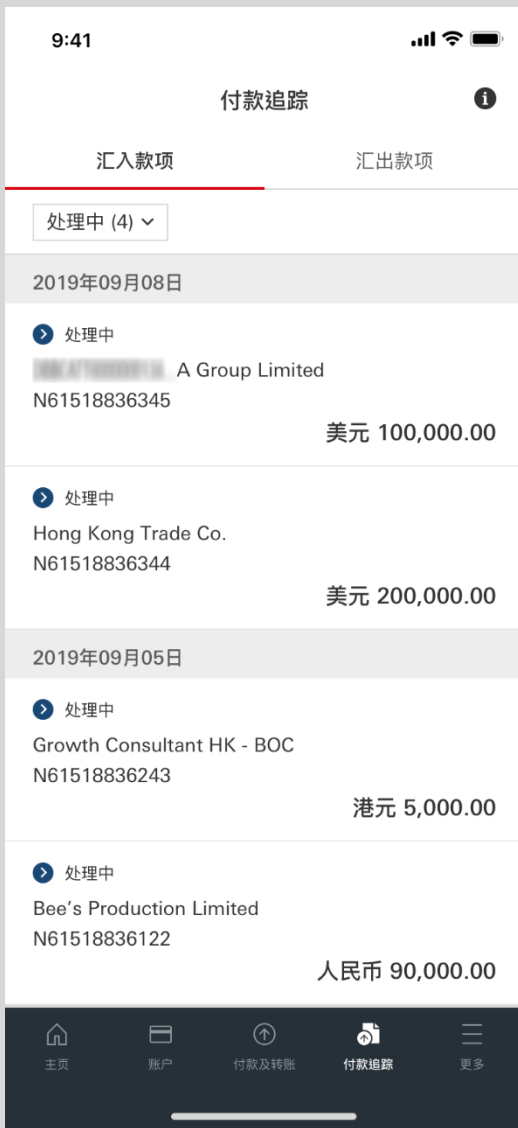 9:41
付款追踪
汇入款项
汇出款项
处理中 (4)
2019年09月08日
处理中
A Group Limited
N61518836345
美元 100,000.00
处理中
Hong Kong Trade Co.
N61518836344
美元 200,000.00
2019年09月05日
处理中
Growth Consultant HK - BOC
N61518836243
港元 5,000.00
处理中
Bee's Production Limited
N61518836122
人民币 90,000.00
主页
账户
付款及转账
付款追踪
更多